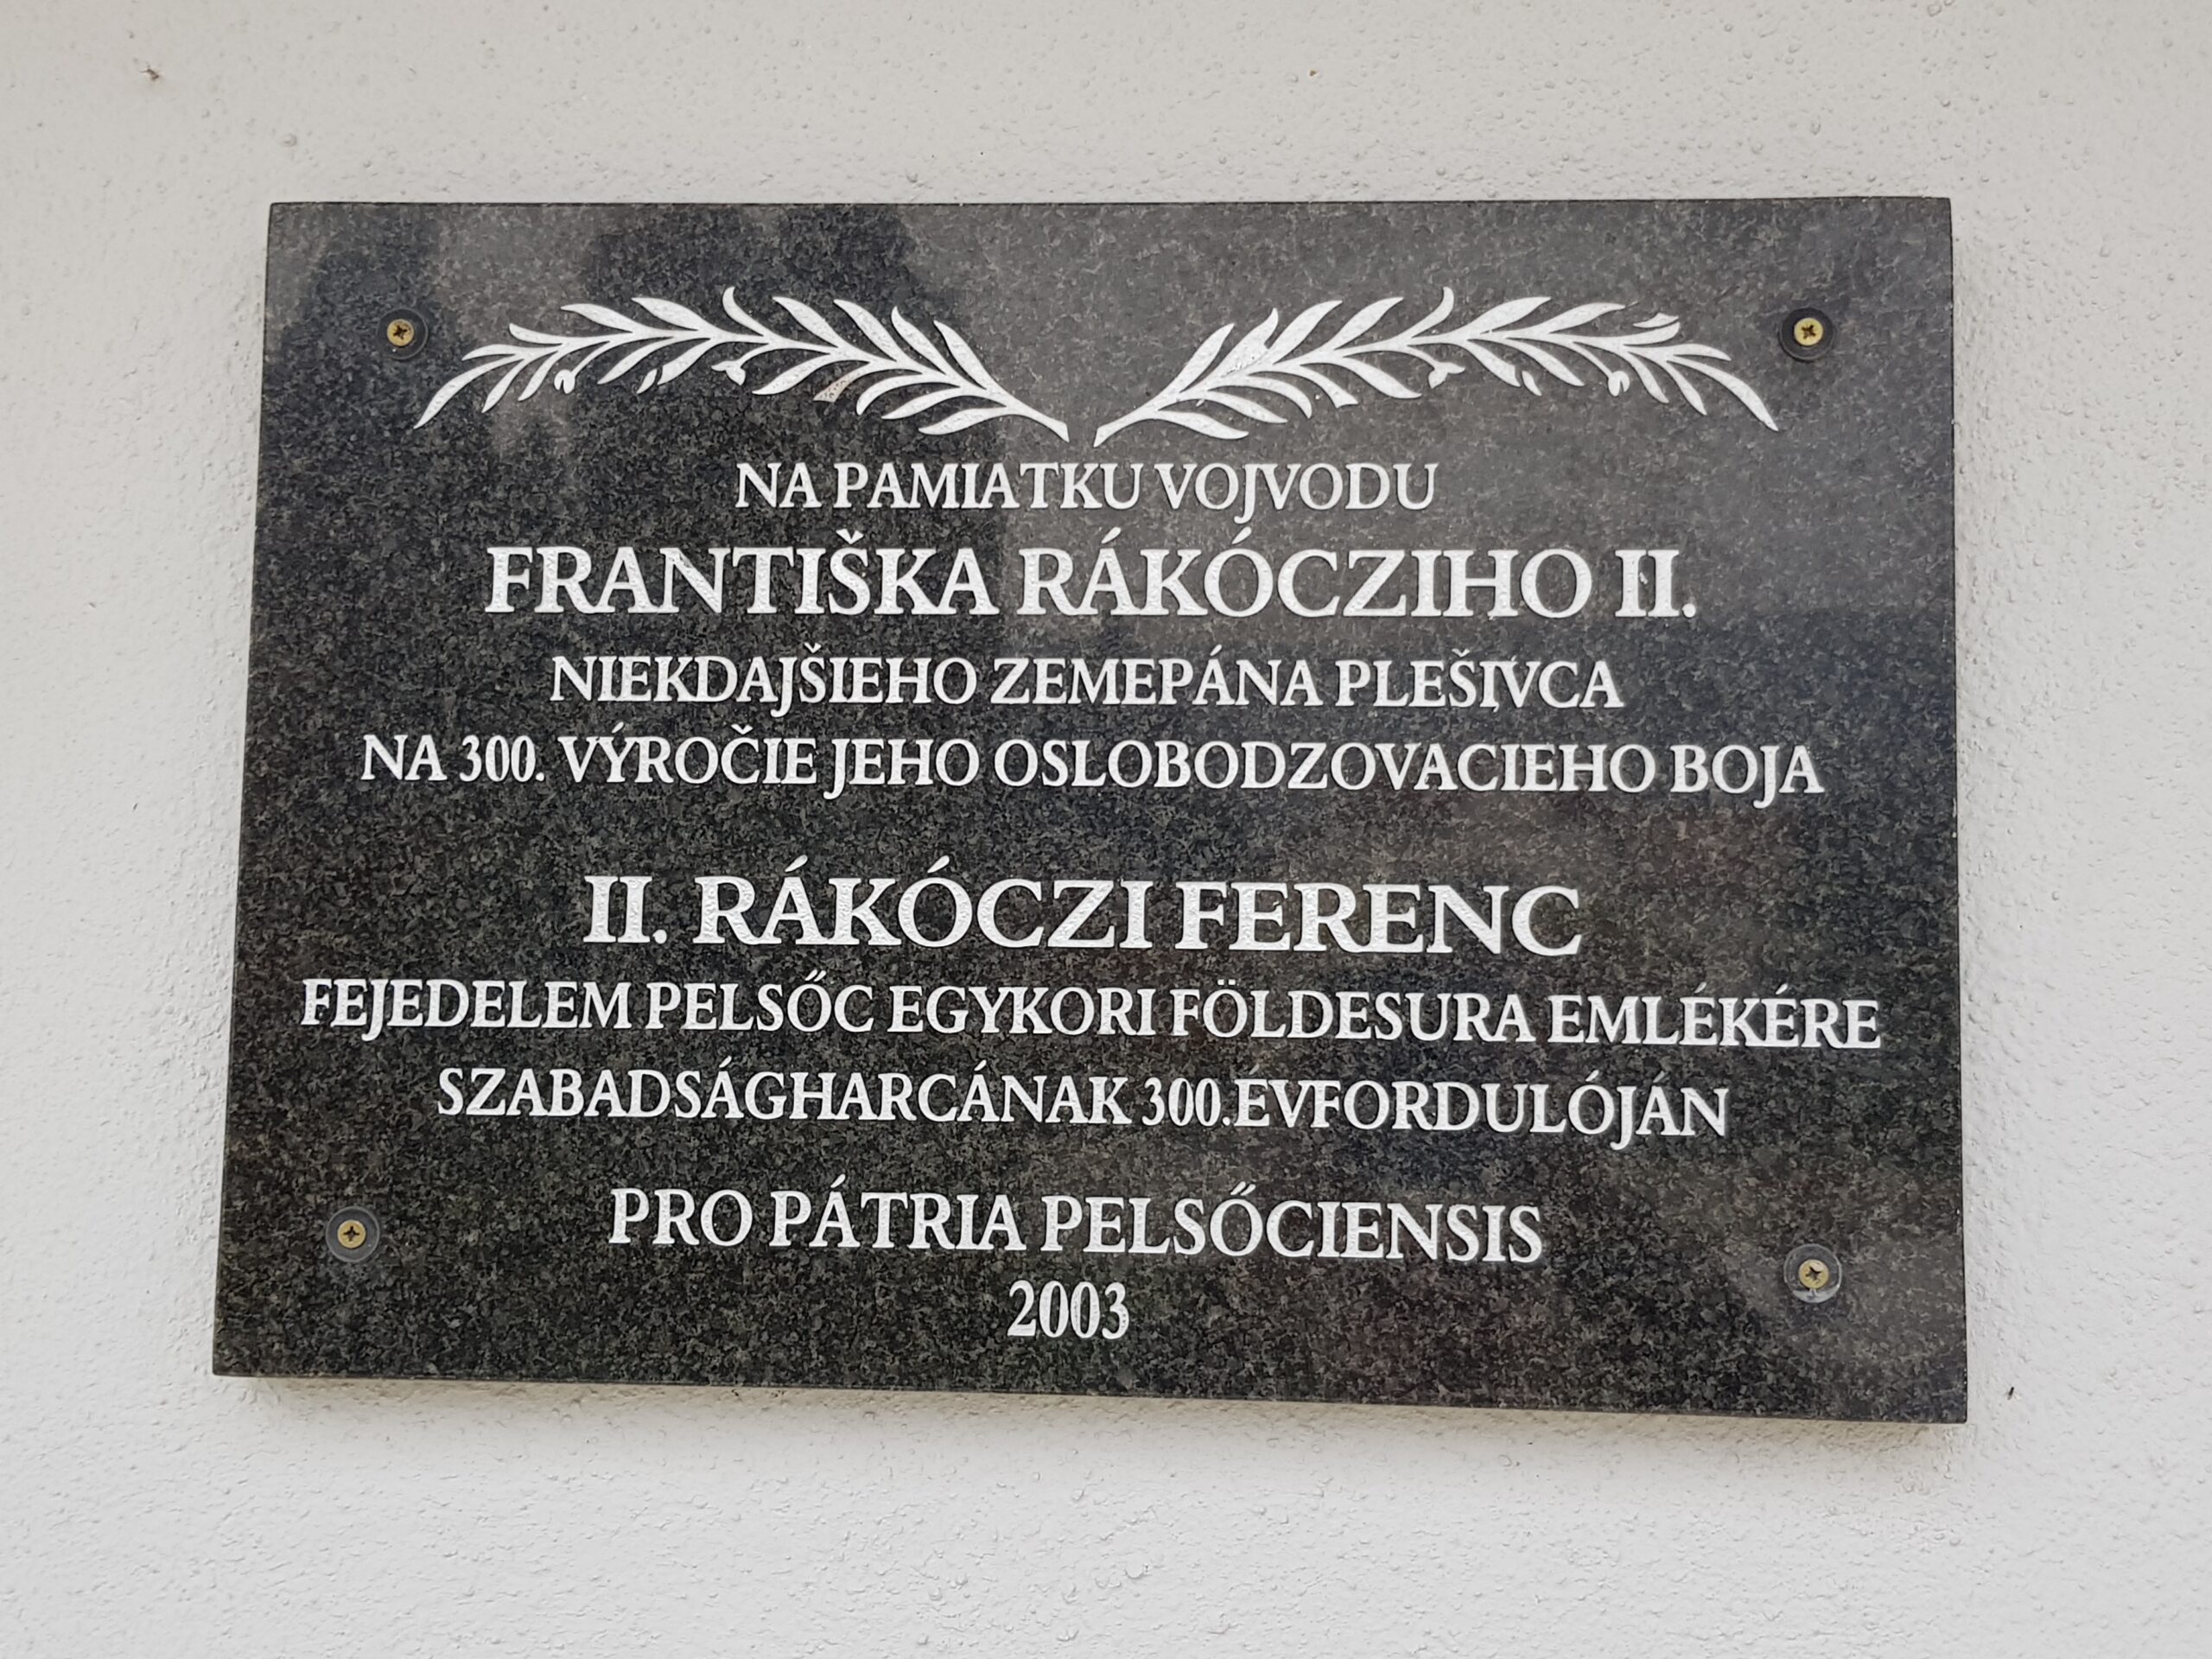 NA PAMIATKU VOJVODU
FRANTIŠKA RÁKÓCZIHO II.
NIEKDAJŠIEHO ZEMEPÁNA PLEŠIVCA
NA 300. VÝROČIE JEHO OSLOBODZOVACIEHO BOJA
II. RÁKÓCZI FERENC
FEJEDELEM PELSŐC EGYKORI FÖLDESURA EMLÉKÉRE
SZABADSÁGHARCÁNAK 300.EVFORDULÓJÁN
PRO PÁTRIA PELSŐCIENSIS
2003